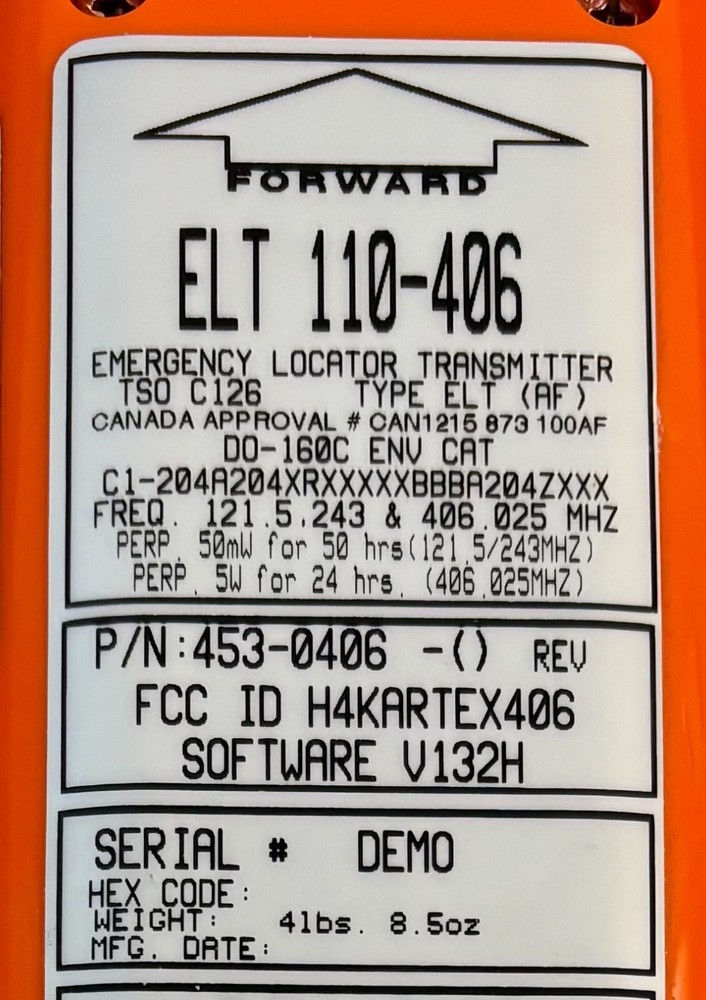 FORWARD
ELT 110-406
EMERGENCY LOCATOR TRANSMITTER
TSO C126 TYPE ELT (AF)
CANADA APPROVAL # CAN1215 873 100AF
DO-160C ENV CAT
C1-204A204XRXXXXXBBBA204ZXXX
FREQ. 121.5,243 & 406.025 MHZ
PERP. 50mW for 50 hrs(121.5/243MHZ)
PERP. 5W for 24 hrs. (406.025MHZ)
P/N:453-0406 -() REV
FCC ID H4KARTEX406
SOFTWARE V132H
SERIAL # DEMO
HEX CODE:
WEIGHT: 4lbs. 8.5oz
MFG. DATE: